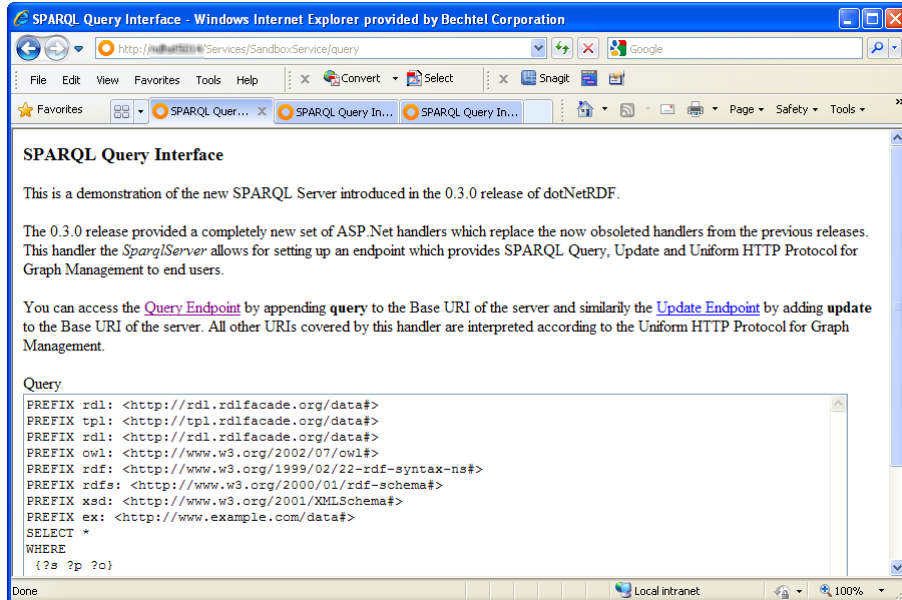 SPARQL Query Interface - Windows Internet Explorer provided by Bechtel Corporation
http:// /Services/SandboxService/query
Google
File Edit View Favorites Tools Help x Convert Select x Snagit
Favorites SPARQL Quer... X SPARQL Query In... SPARQL Query In... Page Safety Tools »
SPARQL Query Interface
This is a demonstration of the new SPARQL Server introduced in the 0.3.0 release of dotNetRDF.
The 0.3.0 release provided a completely new set of ASP.Net handlers which replace the now obsoleted handlers from the previous releases.
This handler the SparqlServer allows for setting up an endpoint which provides SPARQL Query, Update and Uniform HTTP Protocol for
Graph Management to end users.
You can access the Query Endpoint by appending query to the Base URI of the server and similarily the Update Endpoint by adding update
to the Base URI of the server. All other URIs covered by this handler are interpreted according to the Uniform HTTP Protocol for Graph
Management.
Query
PREFIX rdl: <http://rdl.rdlfacade.org/data#>
PREFIX tpl: <http://tpl.rdlfacade.org/data#>
PREFIX rdl: <http://rdl.rdlfacade.org/data#>
PREFIX owl: <http://www.w3.org/2002/07/owl#>
PREFIX rdf: <http://www.w3.org/1999/02/22-rdf-syntax-ns#>
PREFIX rdfs: <http://www.w3.org/2000/01/rdf-schema#>
PREFIX xsd: <http://www.w3.org/2001/XMLSchema#>
PREFIX ex: <http://www.example.com/data#>
SELECT *
WHERE
{?s ?p ?o}
Done Local intranet 100%